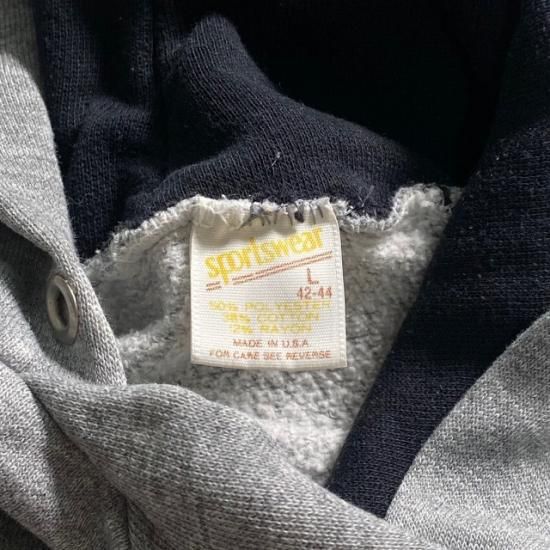 sportswear
L
42-44
50% POLYESTER
38% COTTON
12% RAYON
MADE IN U.S.A
FOR CARE SEE REVERSE